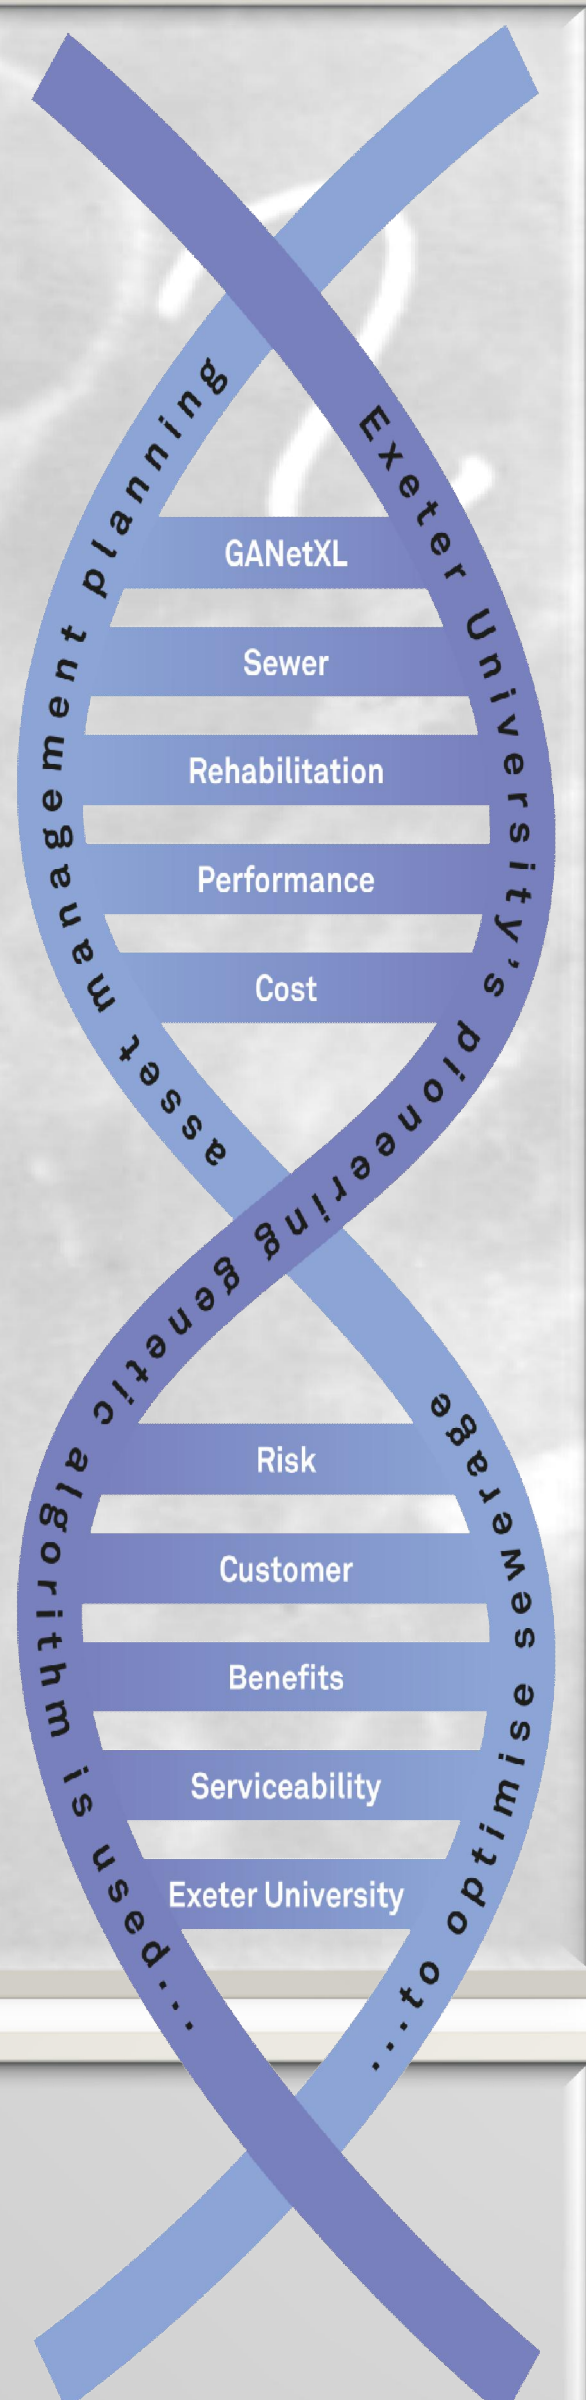 Exeter University's pioneering genetic algorithm is used...
...to optimise sewerage asset management planning
GANetXL
Sewer
Rehabilitation
Performance
Cost
Risk
Customer
Benefits
Serviceability
Exeter University